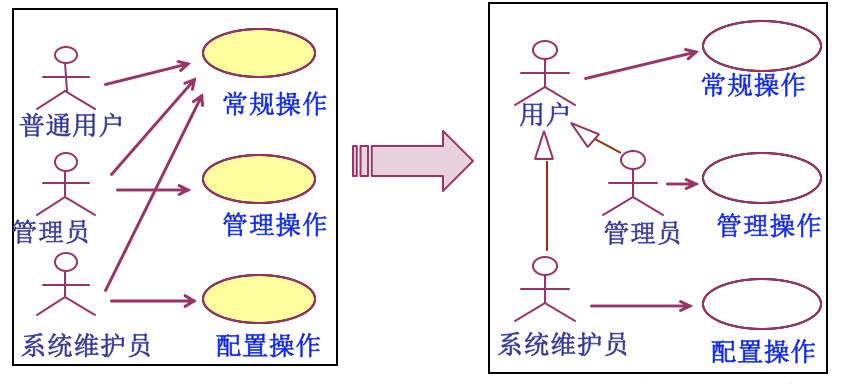 常规操作
普通用户
管理操作
管理员
系统维护员
配置操作
常规操作
用户
管理员
管理操作
系统维护员
配置操作